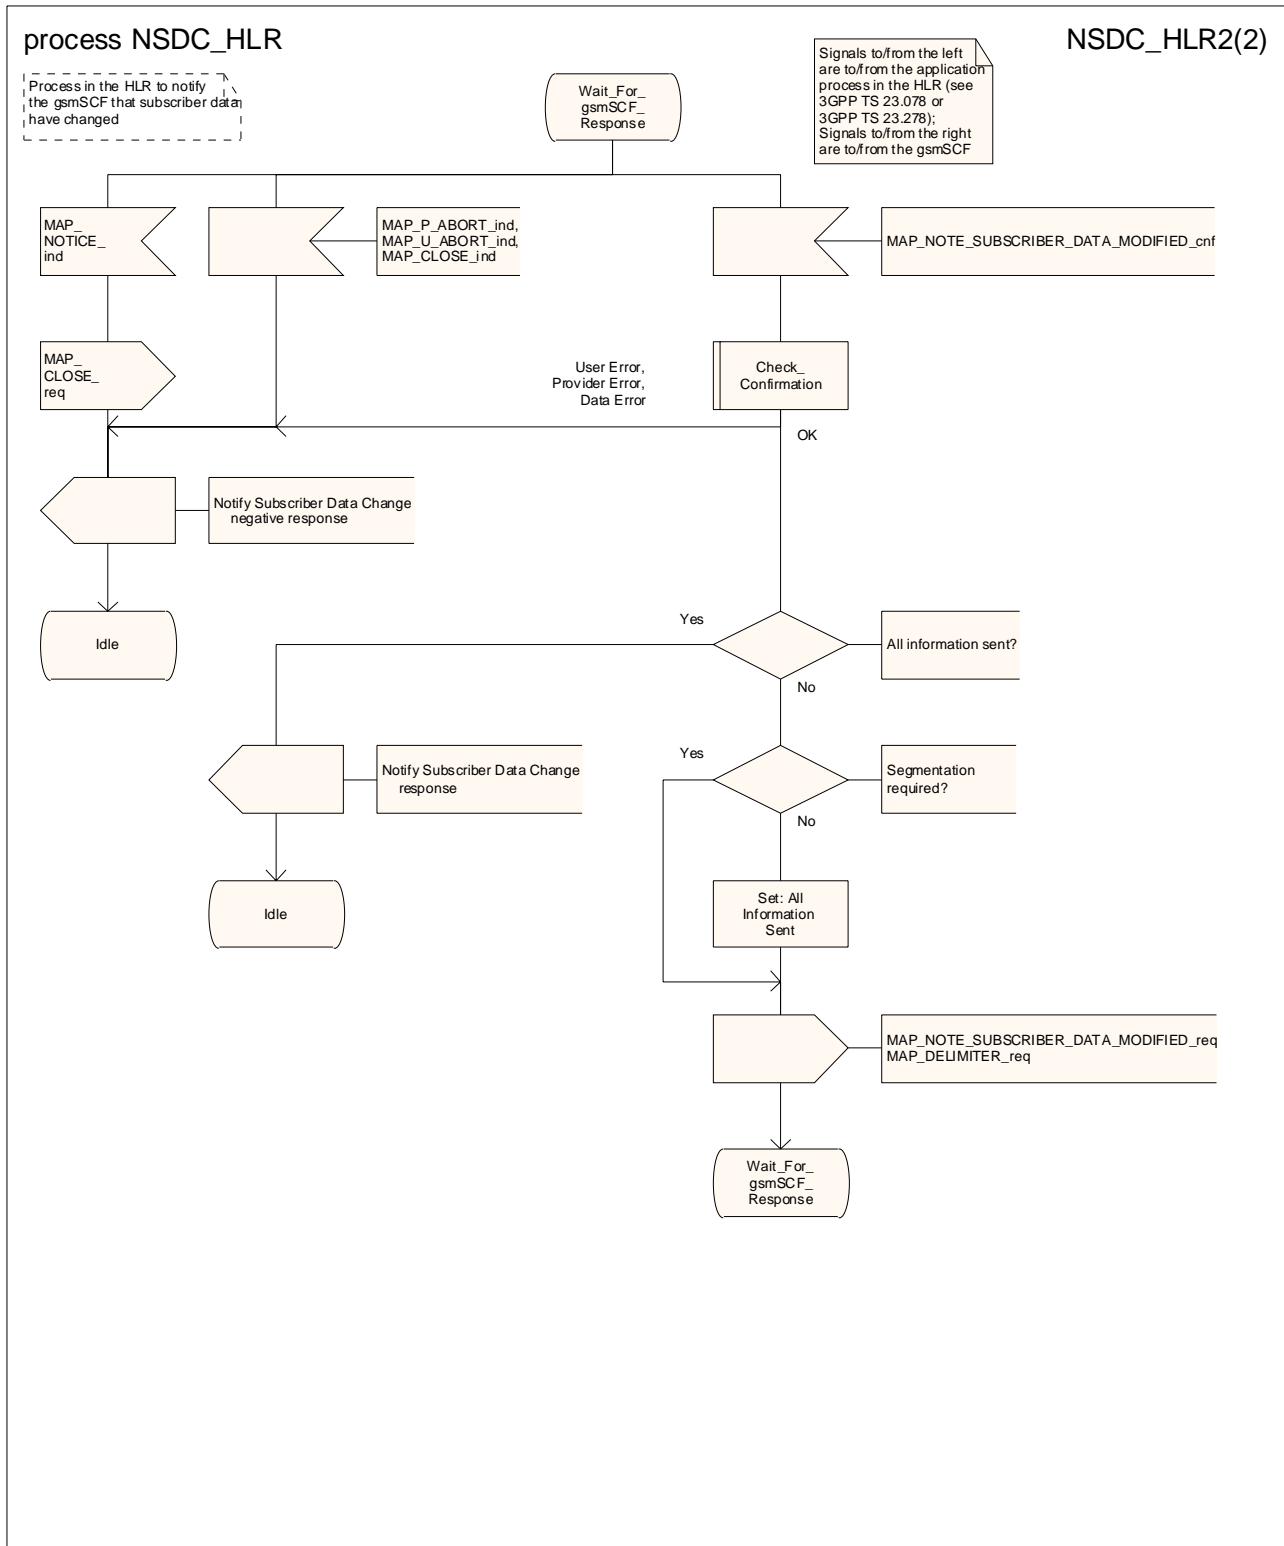 process NSDC_HLR
NSDC_HLR2(2)
Process in the HLR to notify
the gsmSCF that subscriber data
have changed
Wait_For_
gsmSCF_
Response
Signals to/from the left
are to/from the application
process in the HLR (see
3GPP TS 23.078 or
3GPP TS 23.278);
Signals to/from the right
are to/from the gsmSCF
MAP_
NOTICE_
ind
MAP_P_ABORT_ind,
MAP_U_ABORT_ind,
MAP_CLOSE_ind
MAP_NOTE_SUBSCRIBER_DATA_MODIFIED_cnf
MAP_
CLOSE_
req
User Error,
Provider Error,
Data Error
Check_
Confirmation
OK
Notify Subscriber Data Change
negative response
Idle
Yes
All information sent?
No
Notify Subscriber Data Change
response
Yes
Segmentation
required?
No
Idle
Set: All
Information
Sent
MAP_NOTE_SUBSCRIBER_DATA_MODIFIED_req
MAP_DELIMITER_req
Wait_For_
gsmSCF_
Response